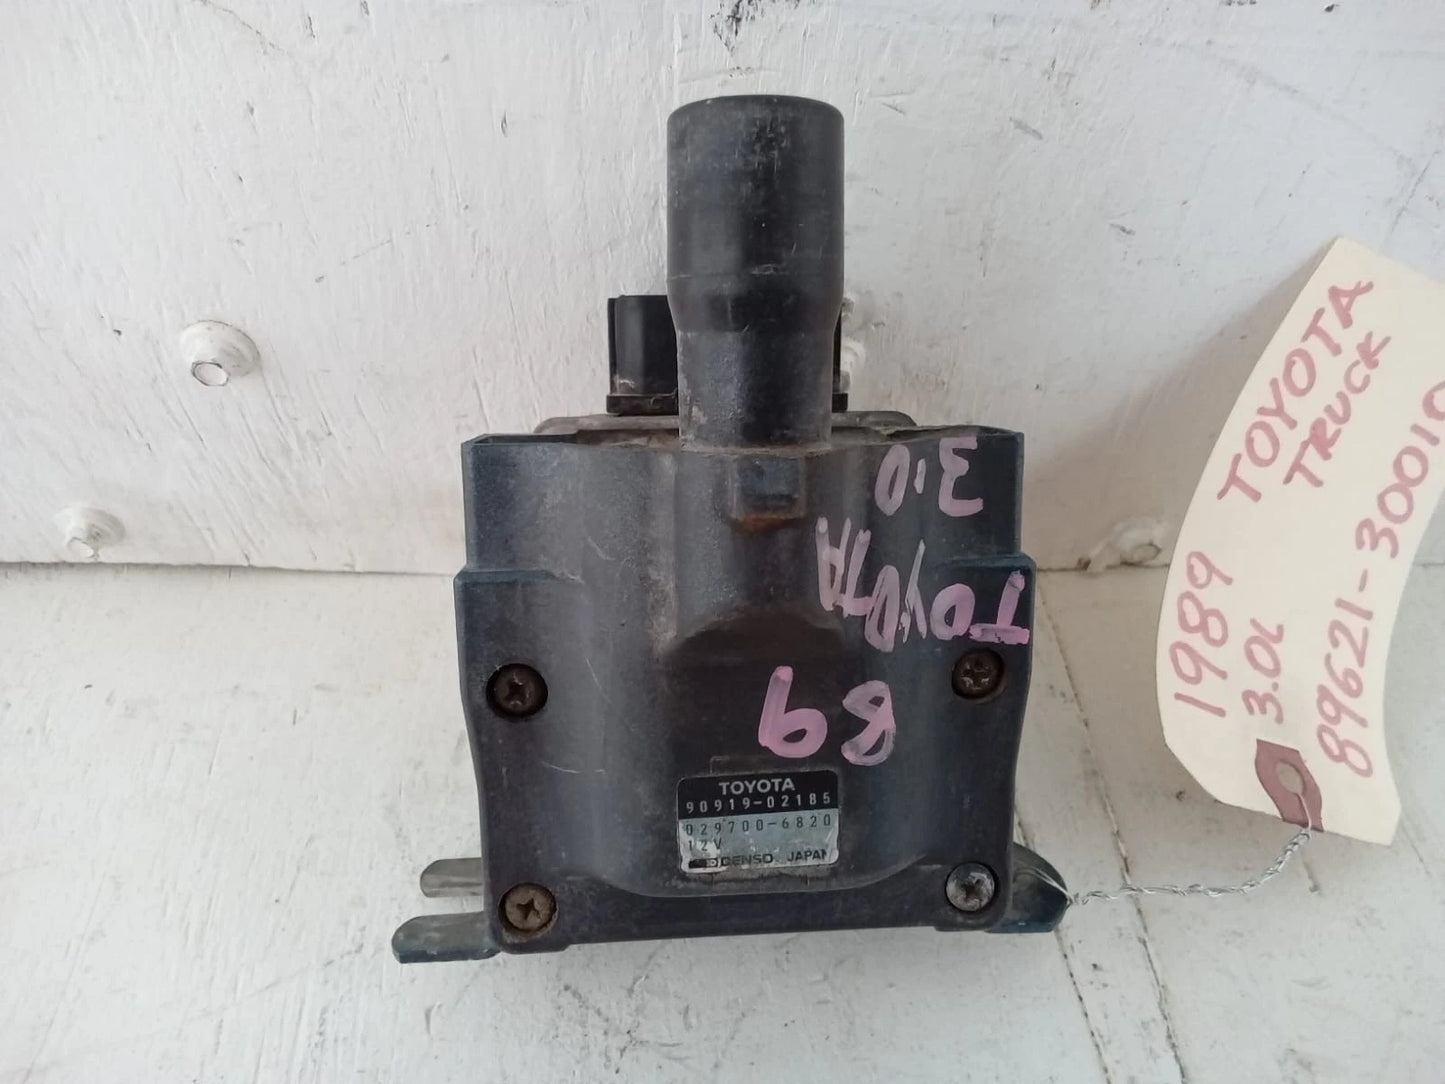 3.0
TOYOTA
89
TOYOTA
90919-02185
029700-6820
12V
DENSO JAPAN
1989 TOYOTA
3.0L TRUCK
89621-30010